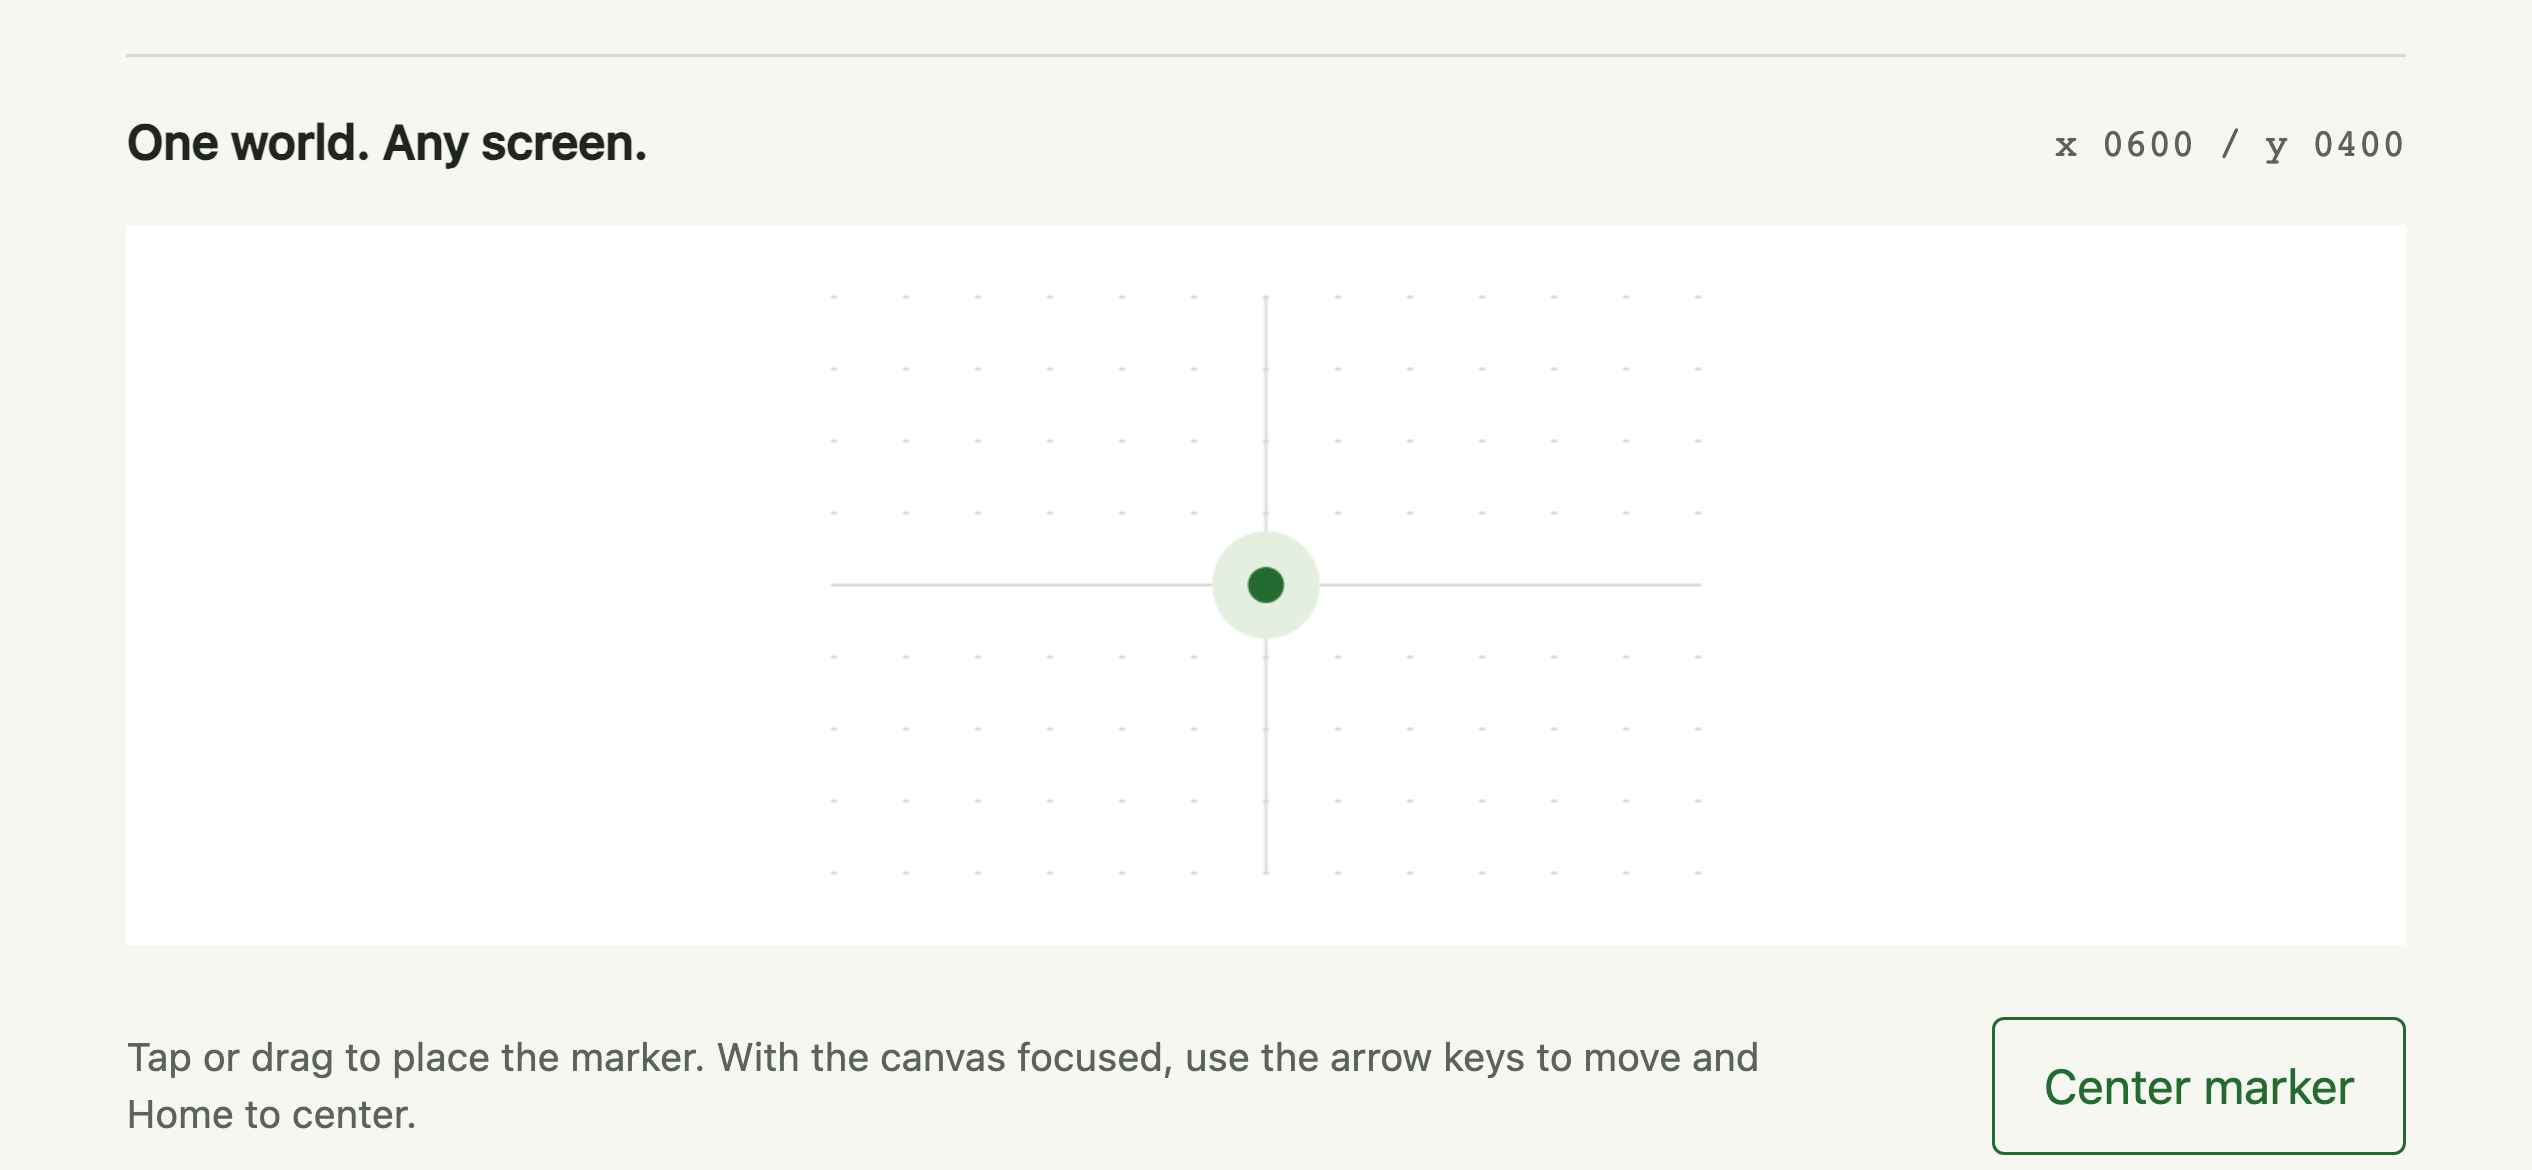 One world. Any screen.
x 0600 / y 0400
Tap or drag to place the marker. With the canvas focused, use the arrow keys to move and
Home to center.
Center marker